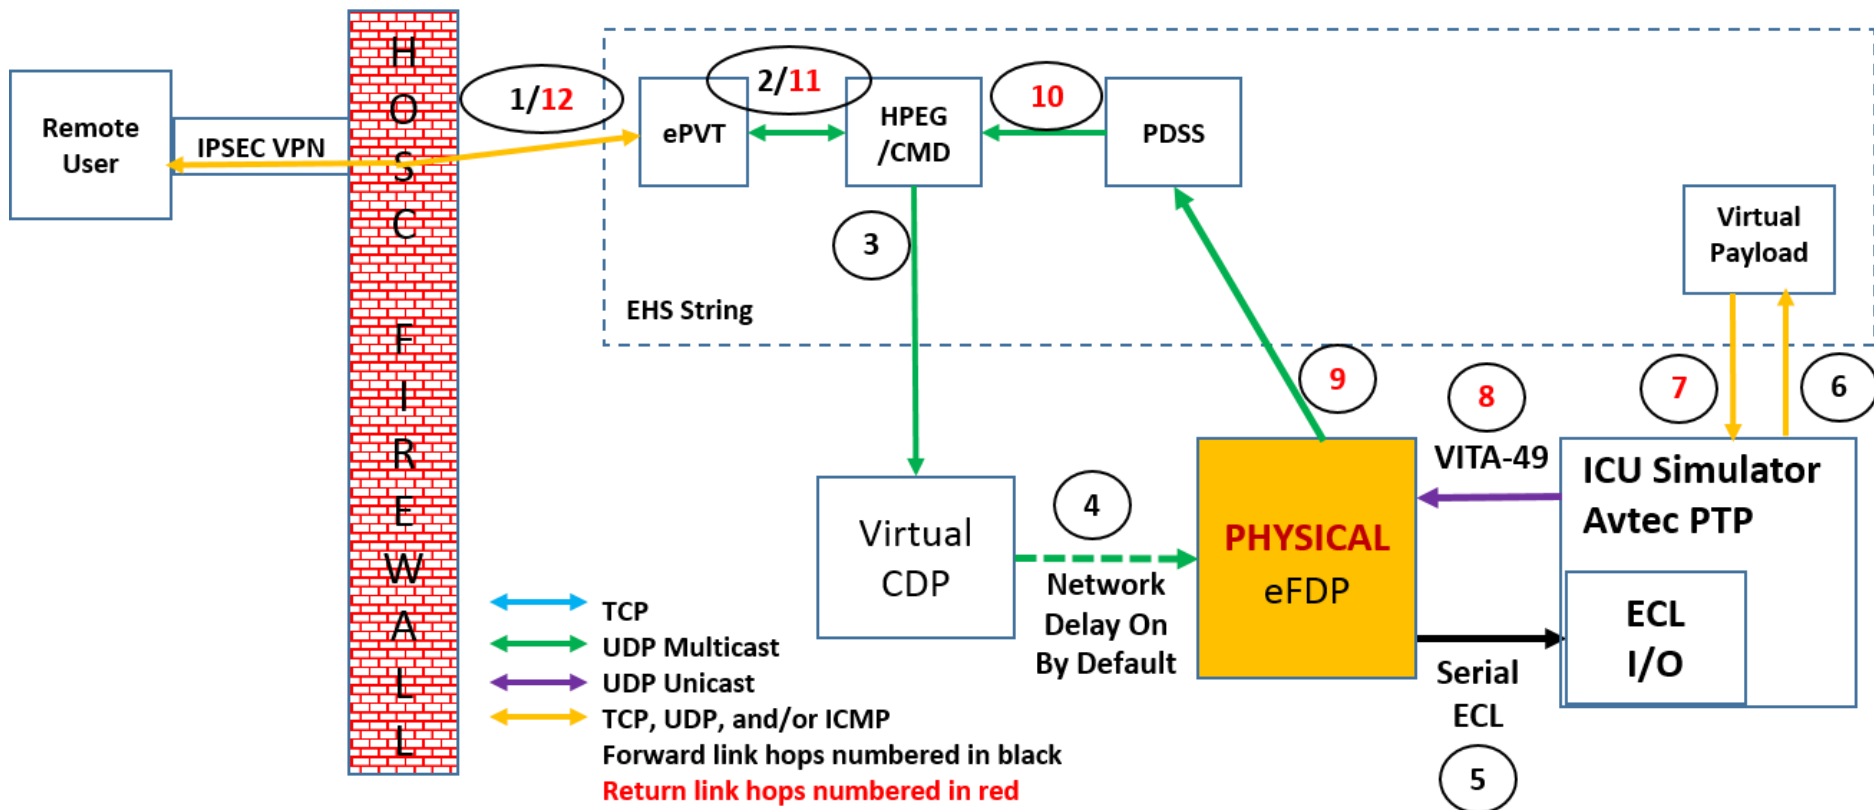 Remote
User
IPSEC VPN
HOSC FIREWALL
1/12
ePVT
2/11
HPEG
/CMD
10
PDSS
3
EHS String
Virtual
Payload
9
8
7
6
VITA-49
ICU Simulator
Avtec PTP
Virtual
CDP
4
Network
Delay On
By Default
PHYSICAL
eFDP
ECL
I/O
Serial
ECL
5
TCP
UDP Multicast
UDP Unicast
TCP, UDP, and/or ICMP
Forward link hops numbered in black
Return link hops numbered in red